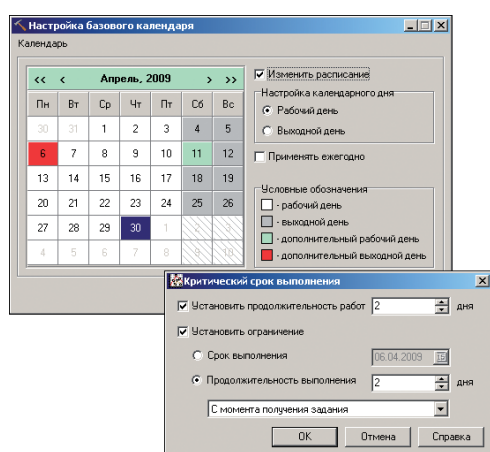 Настройка базового календаря
Календарь
<< < Апрель, 2009 > >>
Пн Вт Ср Чт Пт Сб Вс
30 31 1 2 3 4 5
6 7 8 9 10 11 12
13 14 15 16 17 18 19
20 21 22 23 24 25 26
27 28 29 30 1 2 3
4 5 6 7 8 9 10
Изменить расписание
Настройка календарного дня
Рабочий день
Выходной день
Применять ежегодно
Условные обозначения
- рабочий день
- выходной день
- дополнительный рабочий день
- дополнительный выходной день
Критический срок выполнения
Установить продолжительность работ 2 дня
Установить ограничение
Срок выполнения 06.04.2009 15
Продолжительность выполнения 2 дня
С момента получения задания
OK Отмена Справка